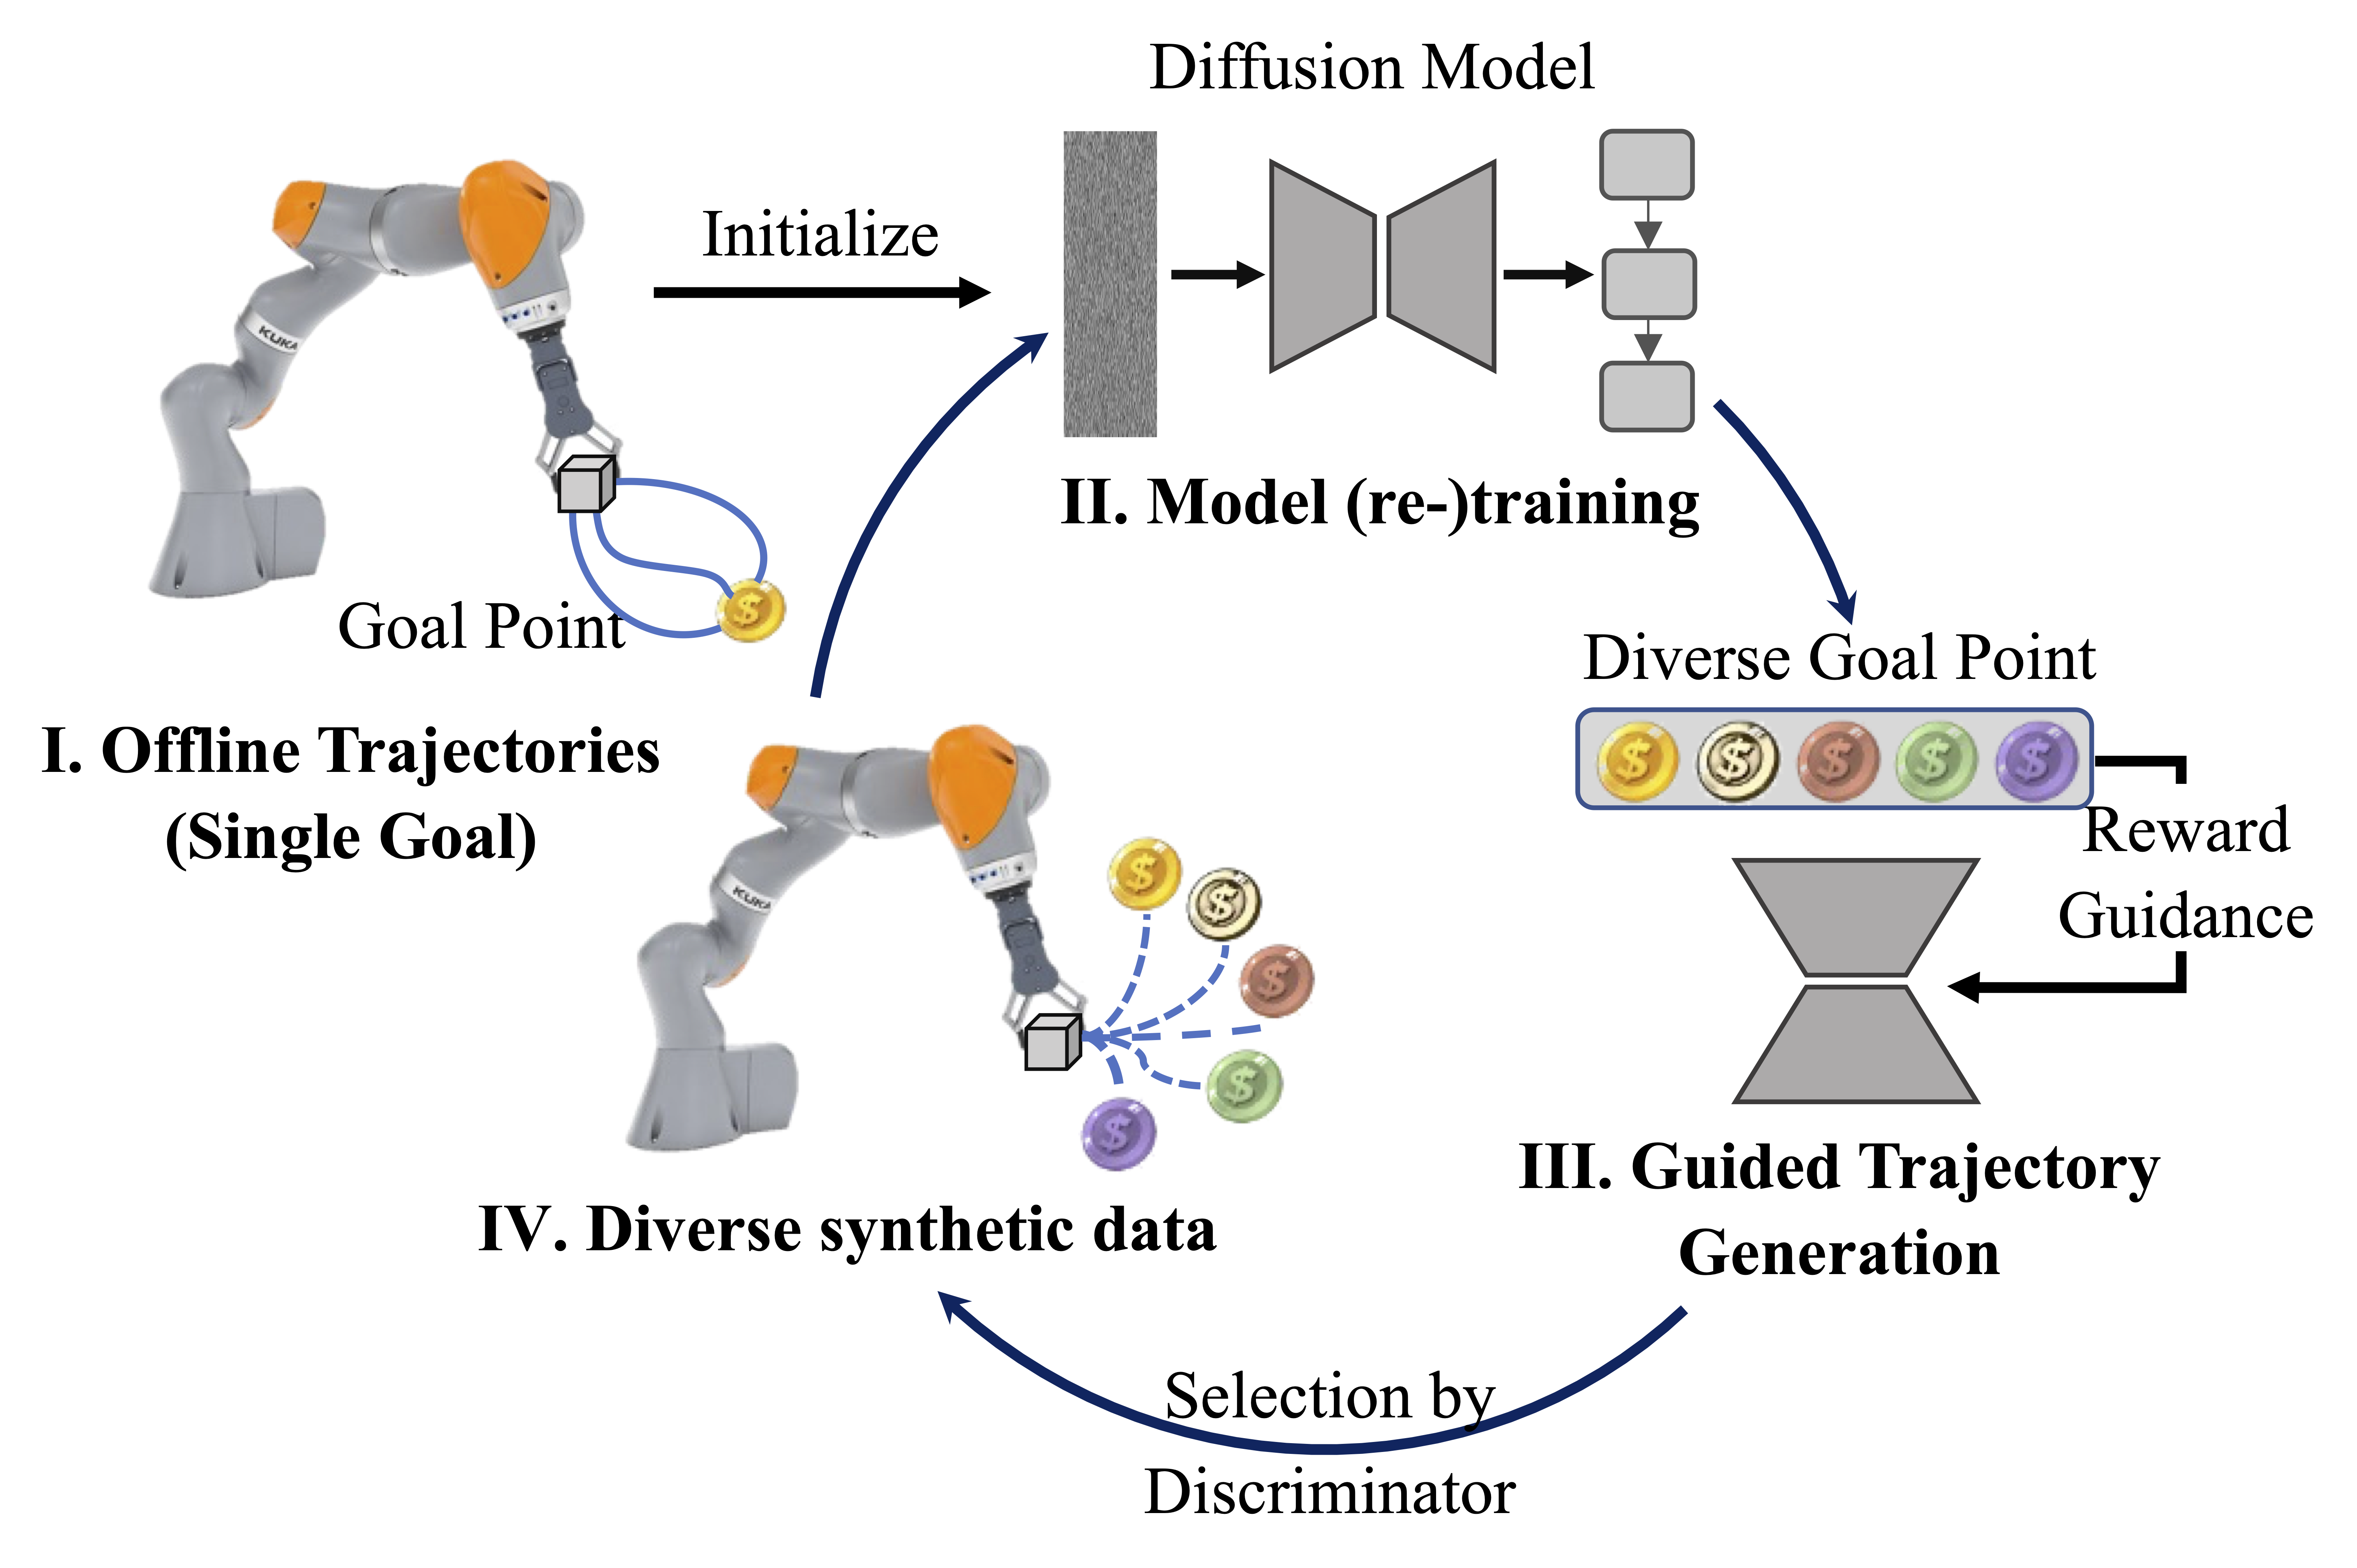 Diffusion Model
Initialize
KUKA
Goal Point
$
I. Offline Trajectories
(Single Goal)
II. Model (re-)training
Diverse Goal Point
$ $ $ $ $
Reward
Guidance
III. Guided Trajectory
Generation
KUKA
$
$
$
$
$
IV. Diverse synthetic data
Selection by
Discriminator